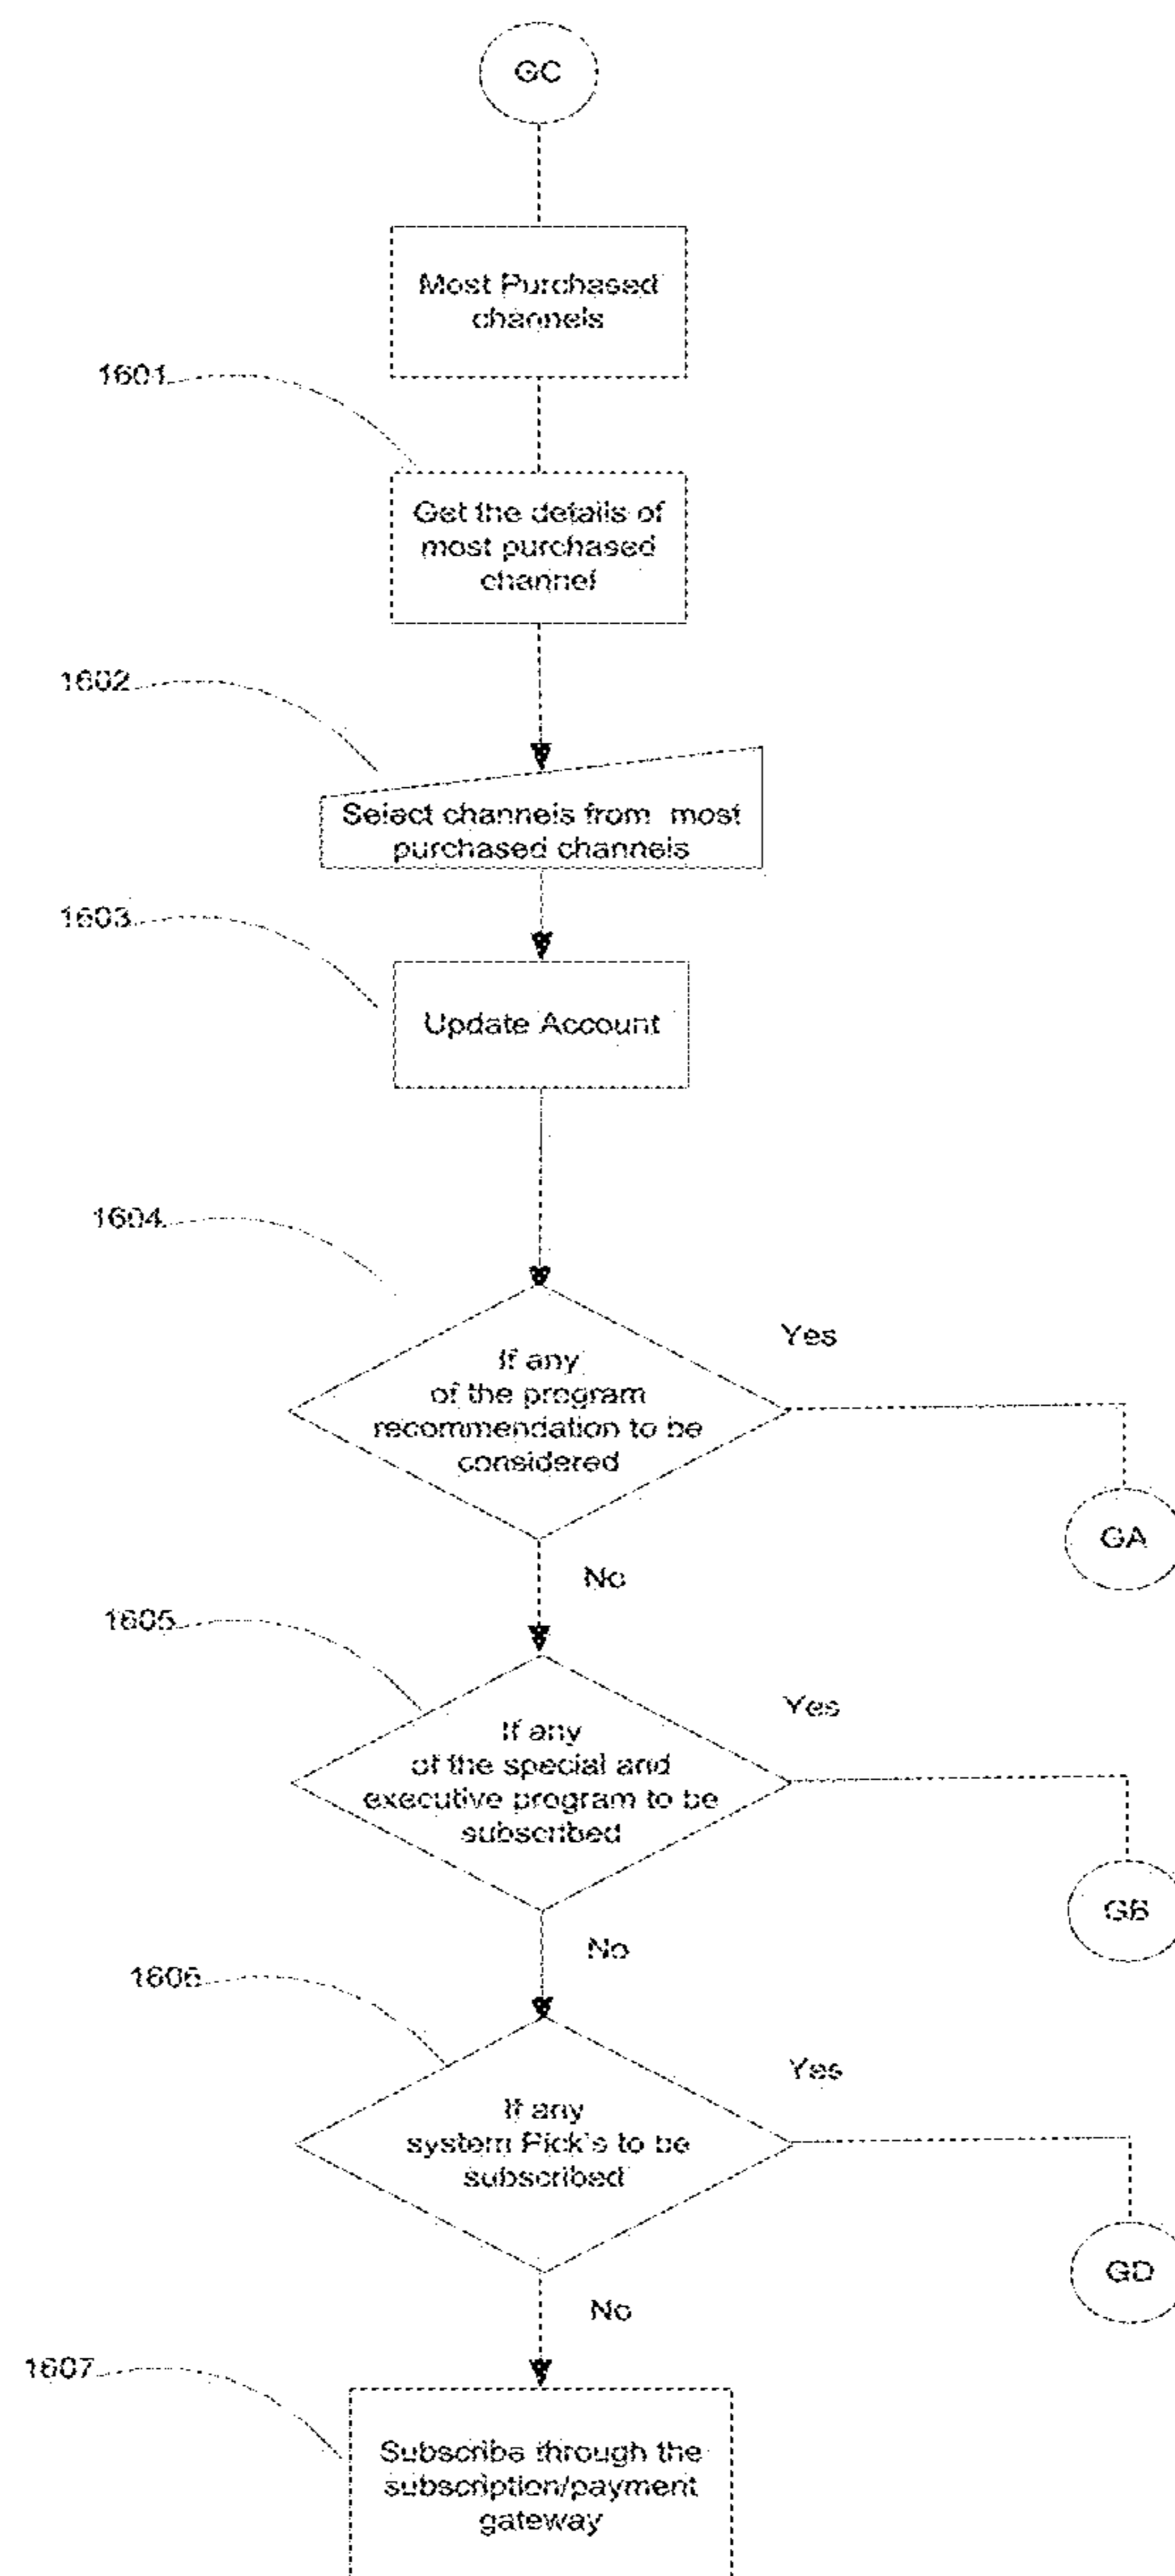 GC
Most Purchased
channels
1601
Get the details of
most purchased
channel
1602
Select channels from most
purchased channels
1603
Update Account
1604
If any
of the program
recommendation to be
considered
Yes
GA
No
1605
If any
of the special and
executive program to be
subscribed
Yes
GB
No
1606
If any
system Pick's to be
subscribed
Yes
GD
No
1607
Subscribe through the
subscription/payment
gateway